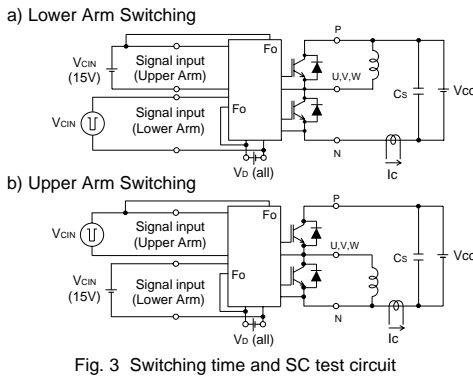 a) Lower Arm Switching
P
Fo
VCIN
(15V)
Signal input
(Upper Arm)
U,V,W
CS
VCC
VCIN
Signal input
(Lower Arm)
Fo
N
VD (all)
IC
b) Upper Arm Switching
P
Fo
VCIN
Signal input
(Upper Arm)
U,V,W
CS
VCC
VCIN
(15V)
Signal input
(Lower Arm)
Fo
N
VD (all)
IC
Fig. 3 Switching time and SC test circuit